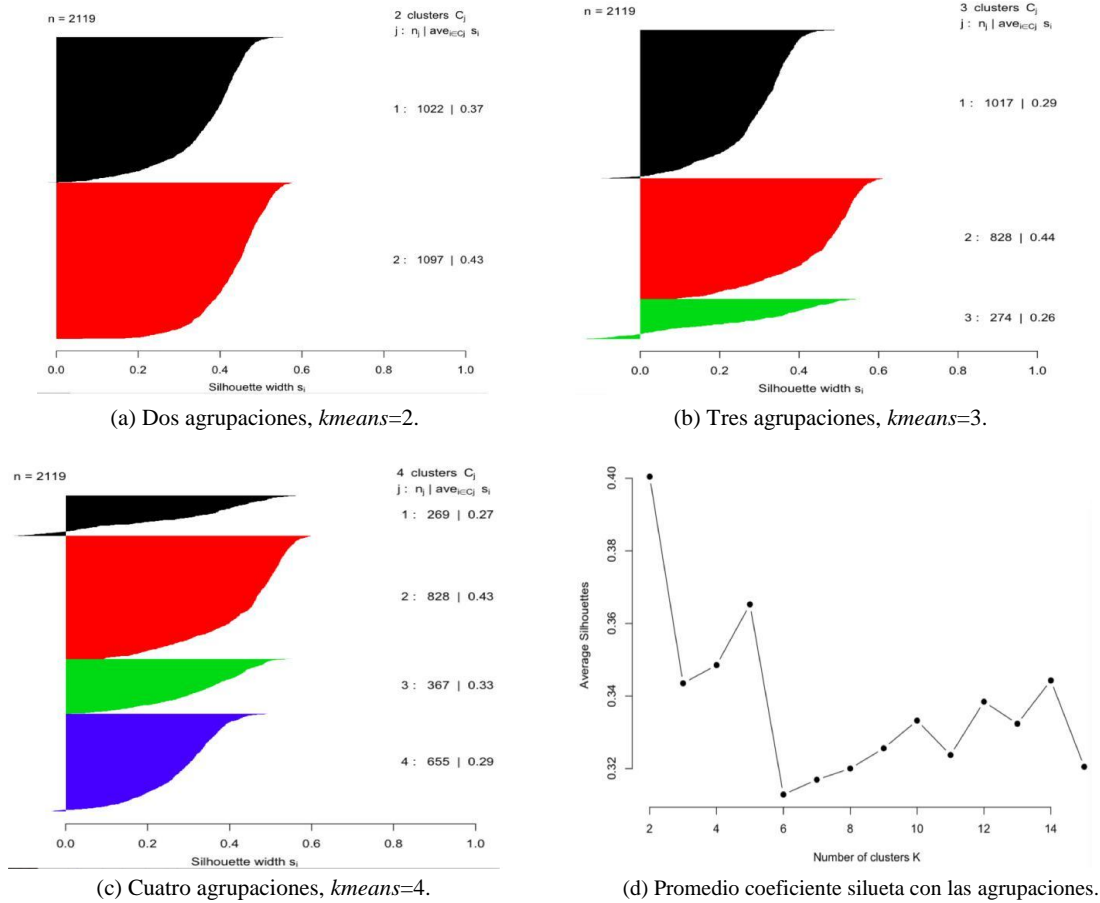 n = 2119
2 clusters Cj
j : nj | avei∈Cj si
1 : 1022 | 0.37
2 : 1097 | 0.43
0.0 0.2 0.4 0.6 0.8 1.0
Silhouette width si
(a) Dos agrupaciones, kmeans=2.
n = 2119
3 clusters Cj
j : nj | avei∈Cj si
1 : 1017 | 0.29
2 : 828 | 0.44
3 : 274 | 0.26
0.0 0.2 0.4 0.6 0.8 1.0
Silhouette width si
(b) Tres agrupaciones, kmeans=3.
n = 2119
4 clusters Cj
j : nj | avei∈Cj si
1 : 269 | 0.27
2 : 828 | 0.43
3 : 367 | 0.33
4 : 655 | 0.29
0.0 0.2 0.4 0.6 0.8 1.0
Silhouette width si
(c) Cuatro agrupaciones, kmeans=4.
0.40
0.38
0.36
0.34
0.32
Average Silhouettes
2 4 6 8 10 12 14
Number of clusters K
(d) Promedio coeficiente silueta con las agrupaciones.